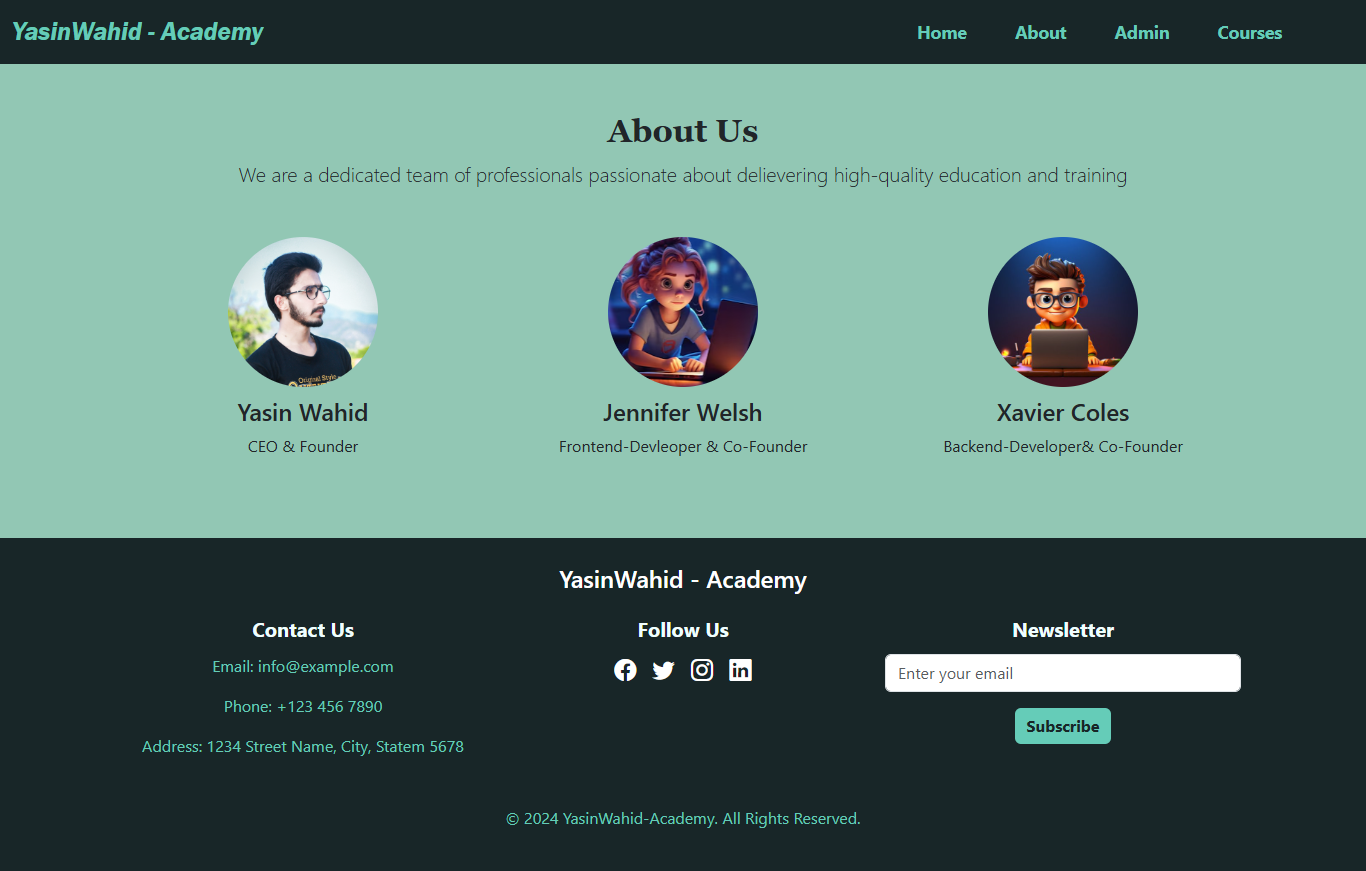 YasinWahid - Academy
Home About Admin Courses
About Us
We are a dedicated team of professionals passionate about delievering high-quality education and training
Original Style
Yasin Wahid
CEO & Founder
Jennifer Welsh
Frontend-Devleoper & Co-Founder
Xavier Coles
Backend-Developer& Co-Founder
YasinWahid - Academy
Contact Us
Email: info@example.com
Phone: +123 456 7890
Address: 1234 Street Name, City, Statem 5678
Follow Us
Newsletter
Enter your email
Subscribe
© 2024 YasinWahid-Academy. All Rights Reserved.